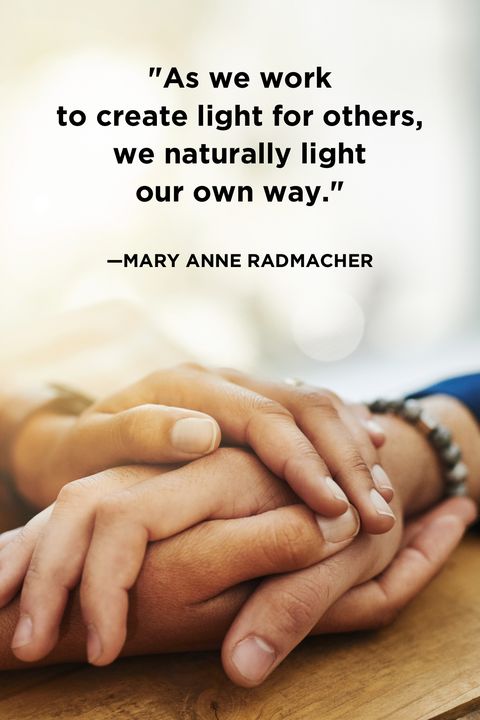 "As we work
to create light for others,
we naturally light
our own way."
—MARY ANNE RADMACHER